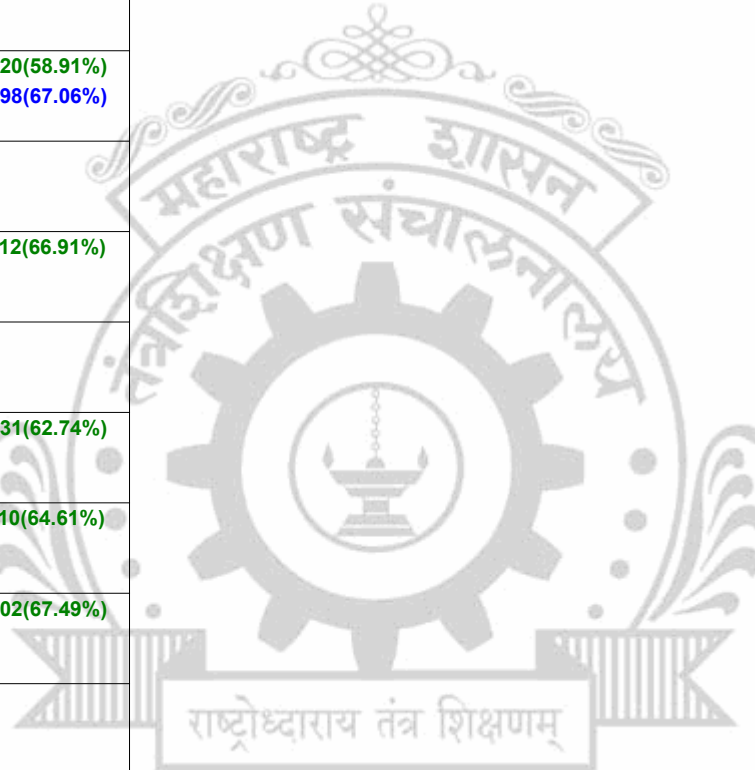 20(58.91%)
98(67.06%)
12(66.91%)
31(62.74%)
10(64.61%)
02(67.49%)
महाराष्ट्र शासन
तंत्रशिक्षण संचालनालय
राष्ट्रोध्दाराय तंत्र शिक्षणम्